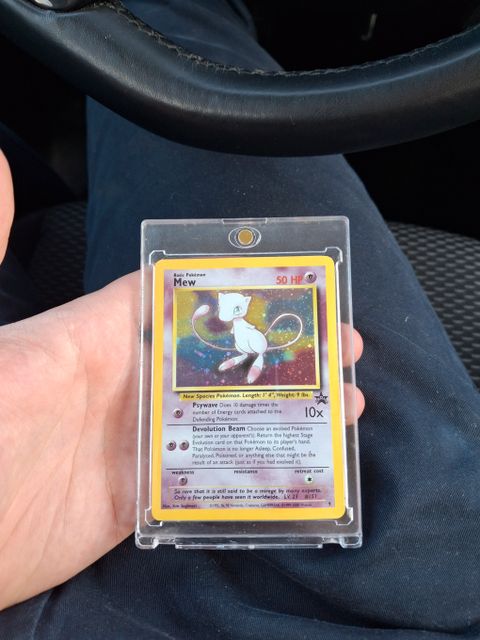 Basic Pokémon
Mew
50 HP
New Species Pokémon. Length: 1' 4", Weight: 9 lbs.
Psywave Does 10 damage times the
number of Energy cards attached to the
Defending Pokémon.
10x
Devolution Beam Choose an evolved Pokémon
(your own or your opponent's). Return the highest Stage
Evolution card on that Pokémon to its player's hand.
That Pokémon is no longer Asleep, Confused,
Paralyzed, Poisoned, or anything else that might be the
result of an attack (just as if you had evolved it).
weakness resistance retreat cost
So rare that it is still said to be a mirage by many experts.
Only a few people have seen it worldwide. LV. 23 #151